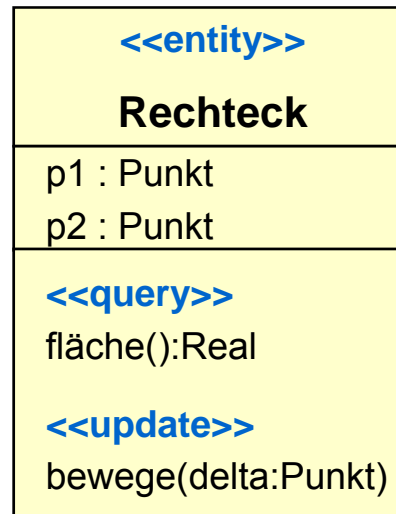 <<entity>>
Rechteck
p1 : Punkt
p2 : Punkt
<<query>>
fläche():Real
<<update>>
bewege(delta:Punkt)